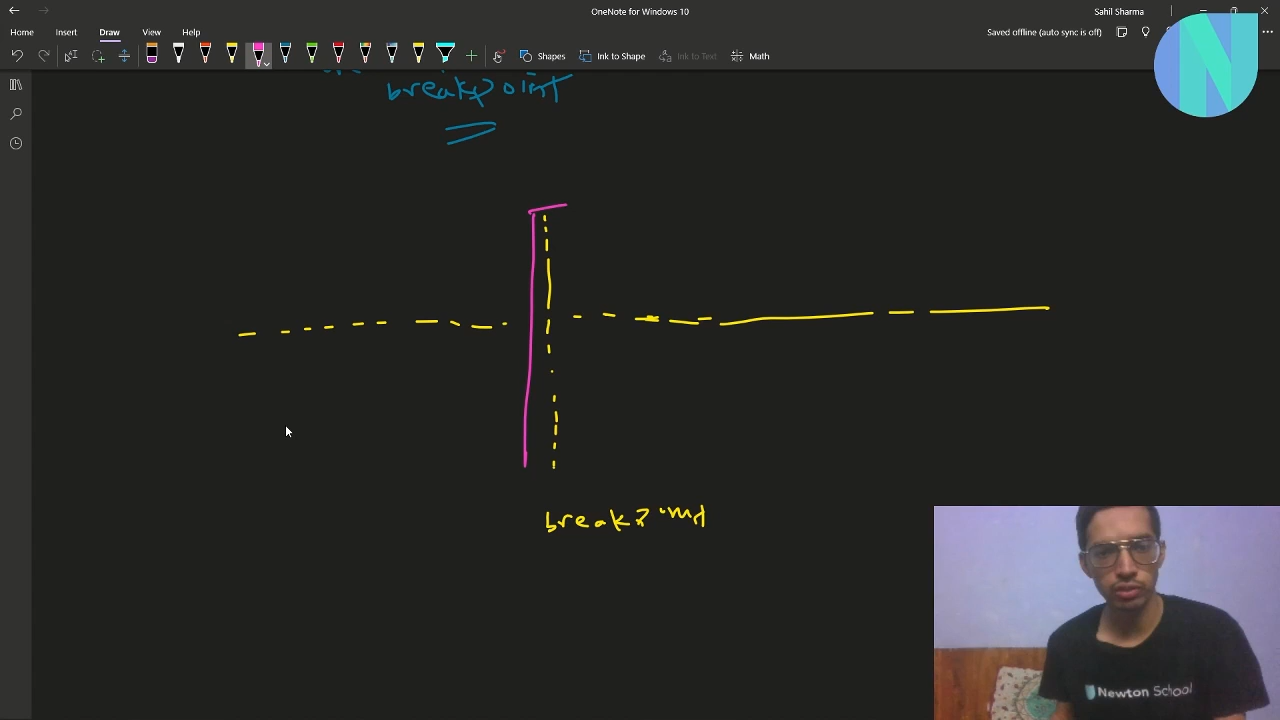 OneNote for Windows 10
Sahil Sharma
Home Insert Draw View Help
Saved offline (auto sync is off)
Shapes Ink to Shape Ink to Text Math
breakpoint
breakpoint
Newton School